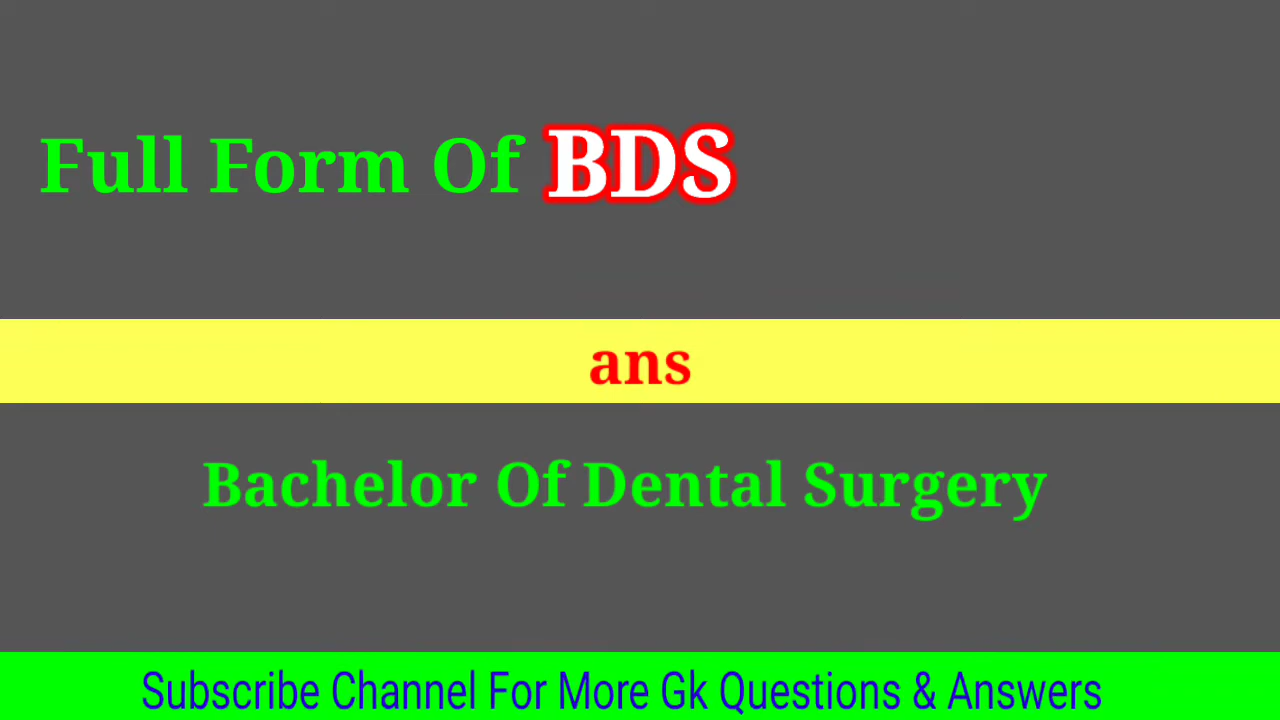 Full Form Of BDS
ans
Bachelor Of Dental Surgery
Subscribe Channel For More Gk Questions & Answers